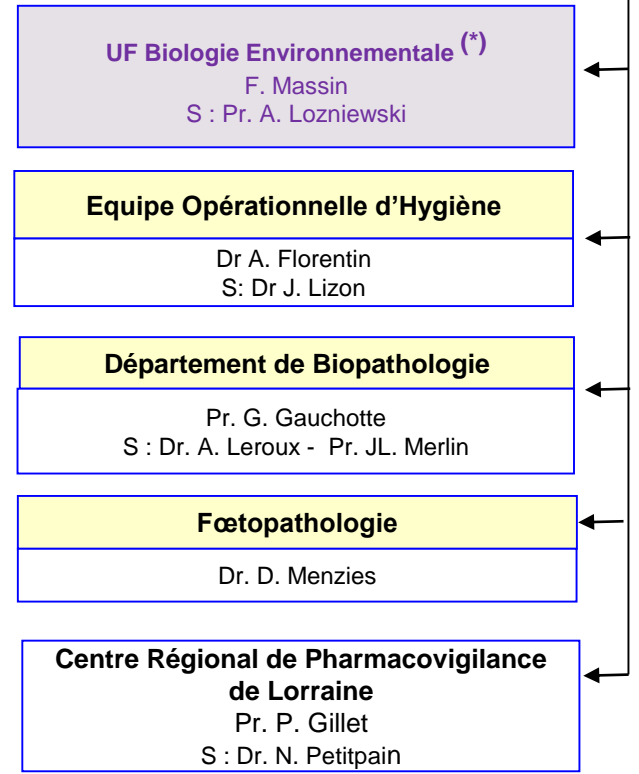 UF Biologie Environnementale (*)
F. Massin
S : Pr. A. Lozniewski
Equipe Opérationnelle d'Hygiène
Dr A. Florentin
S: Dr J. Lizon
Département de Biopathologie
Pr. G. Gauchotte
S : Dr. A. Leroux - Pr. JL. Merlin
Fœtopathologie
Dr. D. Menzies
Centre Régional de Pharmacovigilance
de Lorraine
Pr. P. Gillet
S : Dr. N. Petitpain